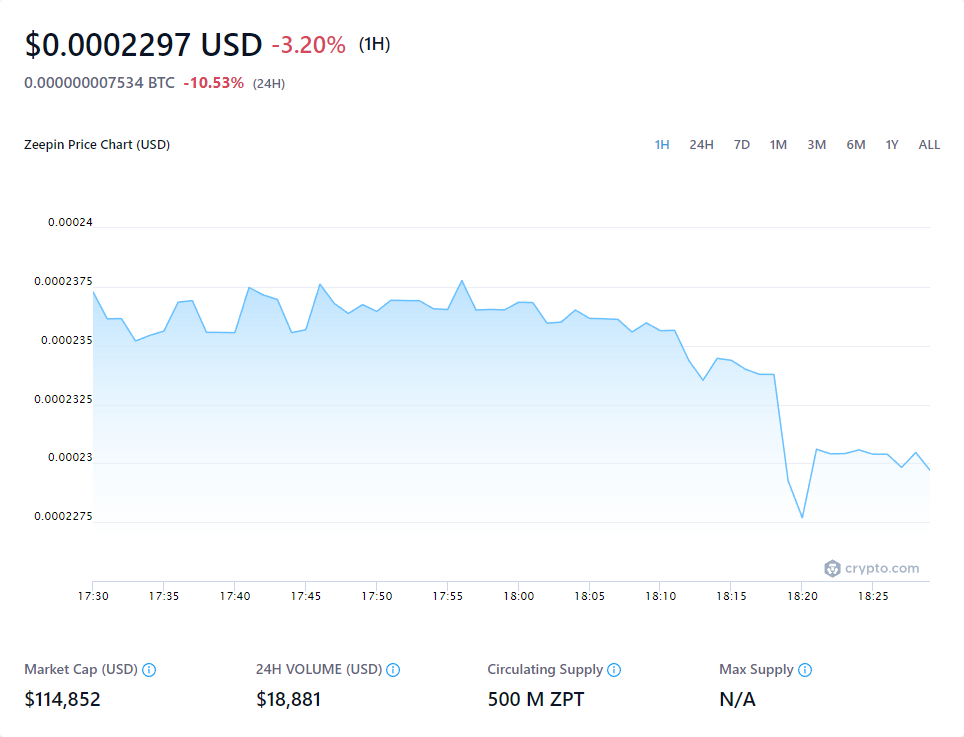 $0.0002297 USD -3.20% (1H)
0.000000007534 BTC -10.53% (24H)
Zeepin Price Chart (USD) 1H 24H 7D 1M 3M 6M 1Y ALL
0.00024
0.0002375
0.000235
0.0002325
0.00023
0.0002275
crypto.com
17:30 17:35 17:40 17:45 17:50 17:55 18:00 18:05 18:10 18:15 18:20 18:25
Market Cap (USD) 24H VOLUME (USD) Circulating Supply Max Supply
$114,852 $18,881 500 M ZPT N/A